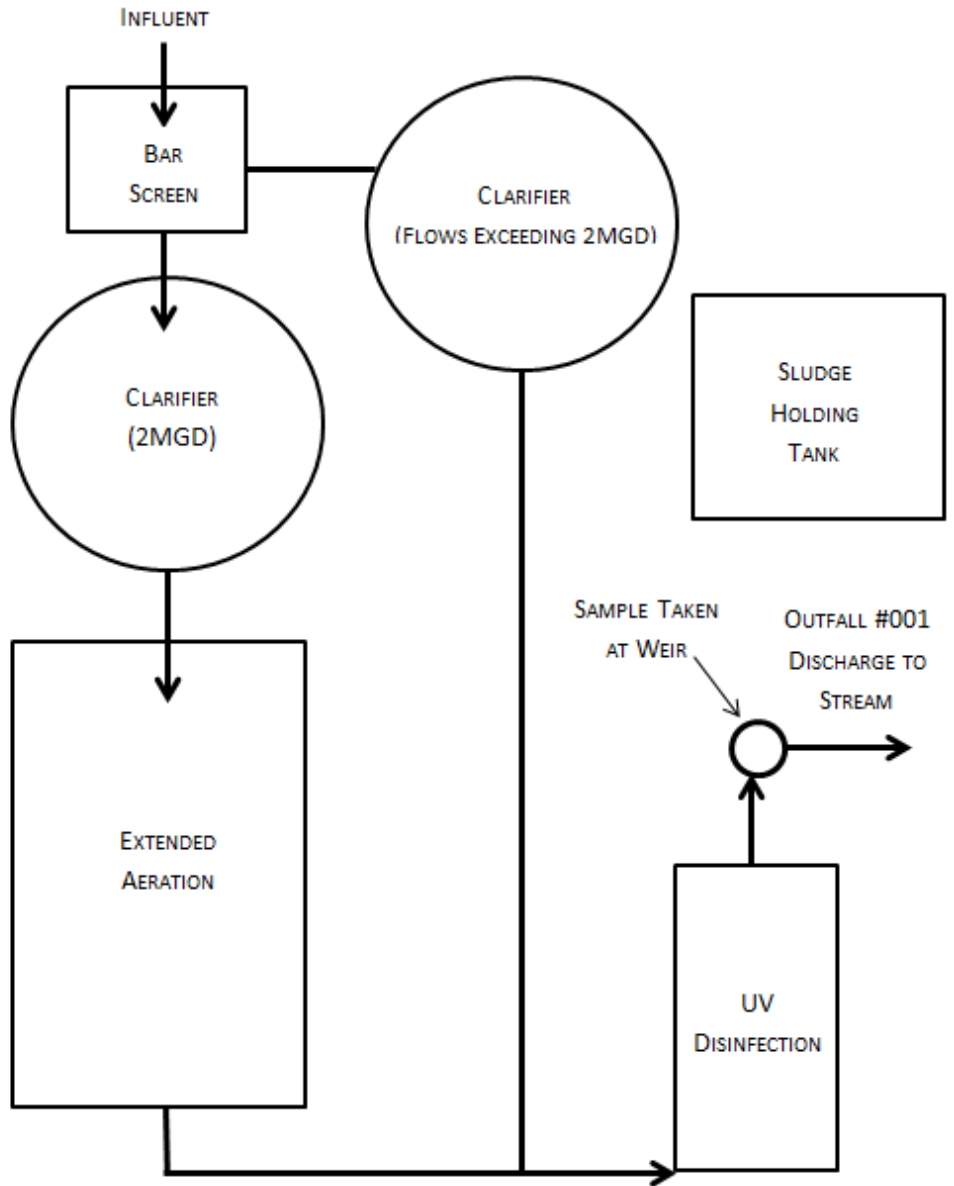 Influent
Bar
Screen
Clarifier
(Flows Exceeding 2MGD)
Clarifier
(2MGD)
Sludge
Holding
Tank
Sample Taken
at Weir
Outfall #001
Discharge to
Stream
Extended
Aeration
UV
Disinfection